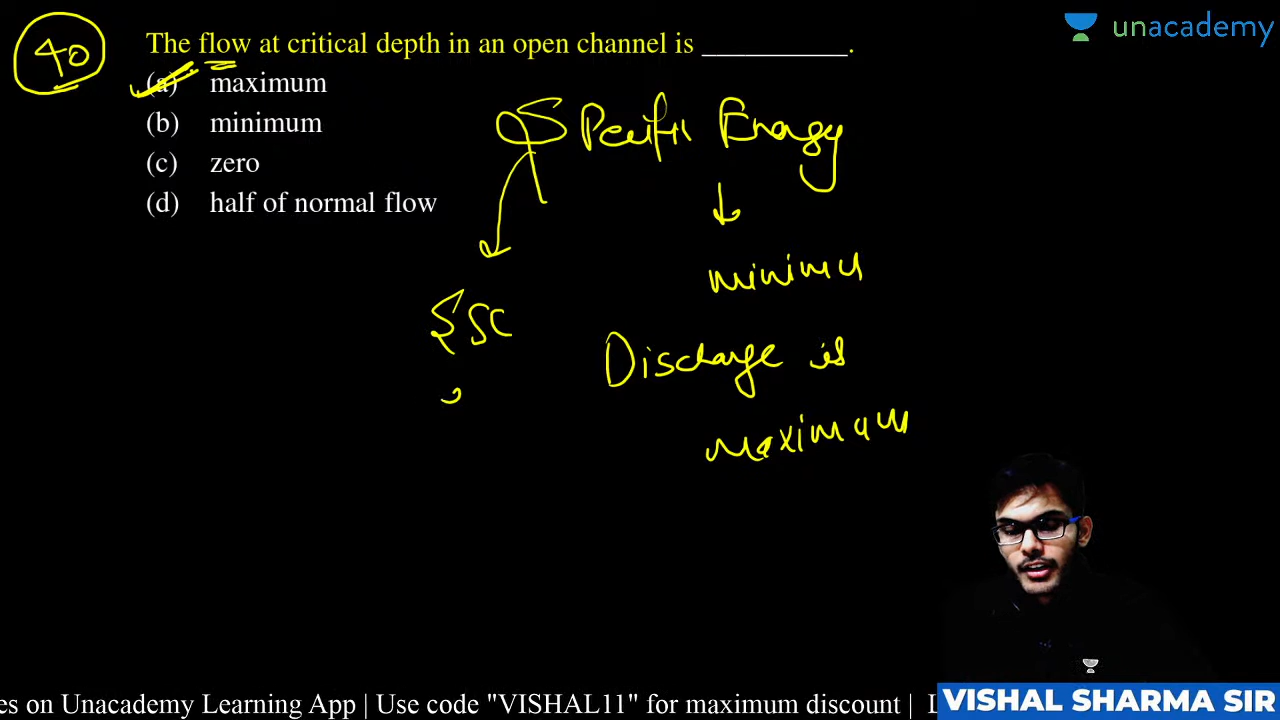 40
The flow at critical depth in an open channel is ___________.
(a) maximum
(b) minimum
(c) zero
(d) half of normal flow
unacademy
Energy
minimu
Discharge is
maximum
es on Unacademy Learning App | Use code "VISHAL11" for maximum discount | L
VISHAL SHARMA SIR